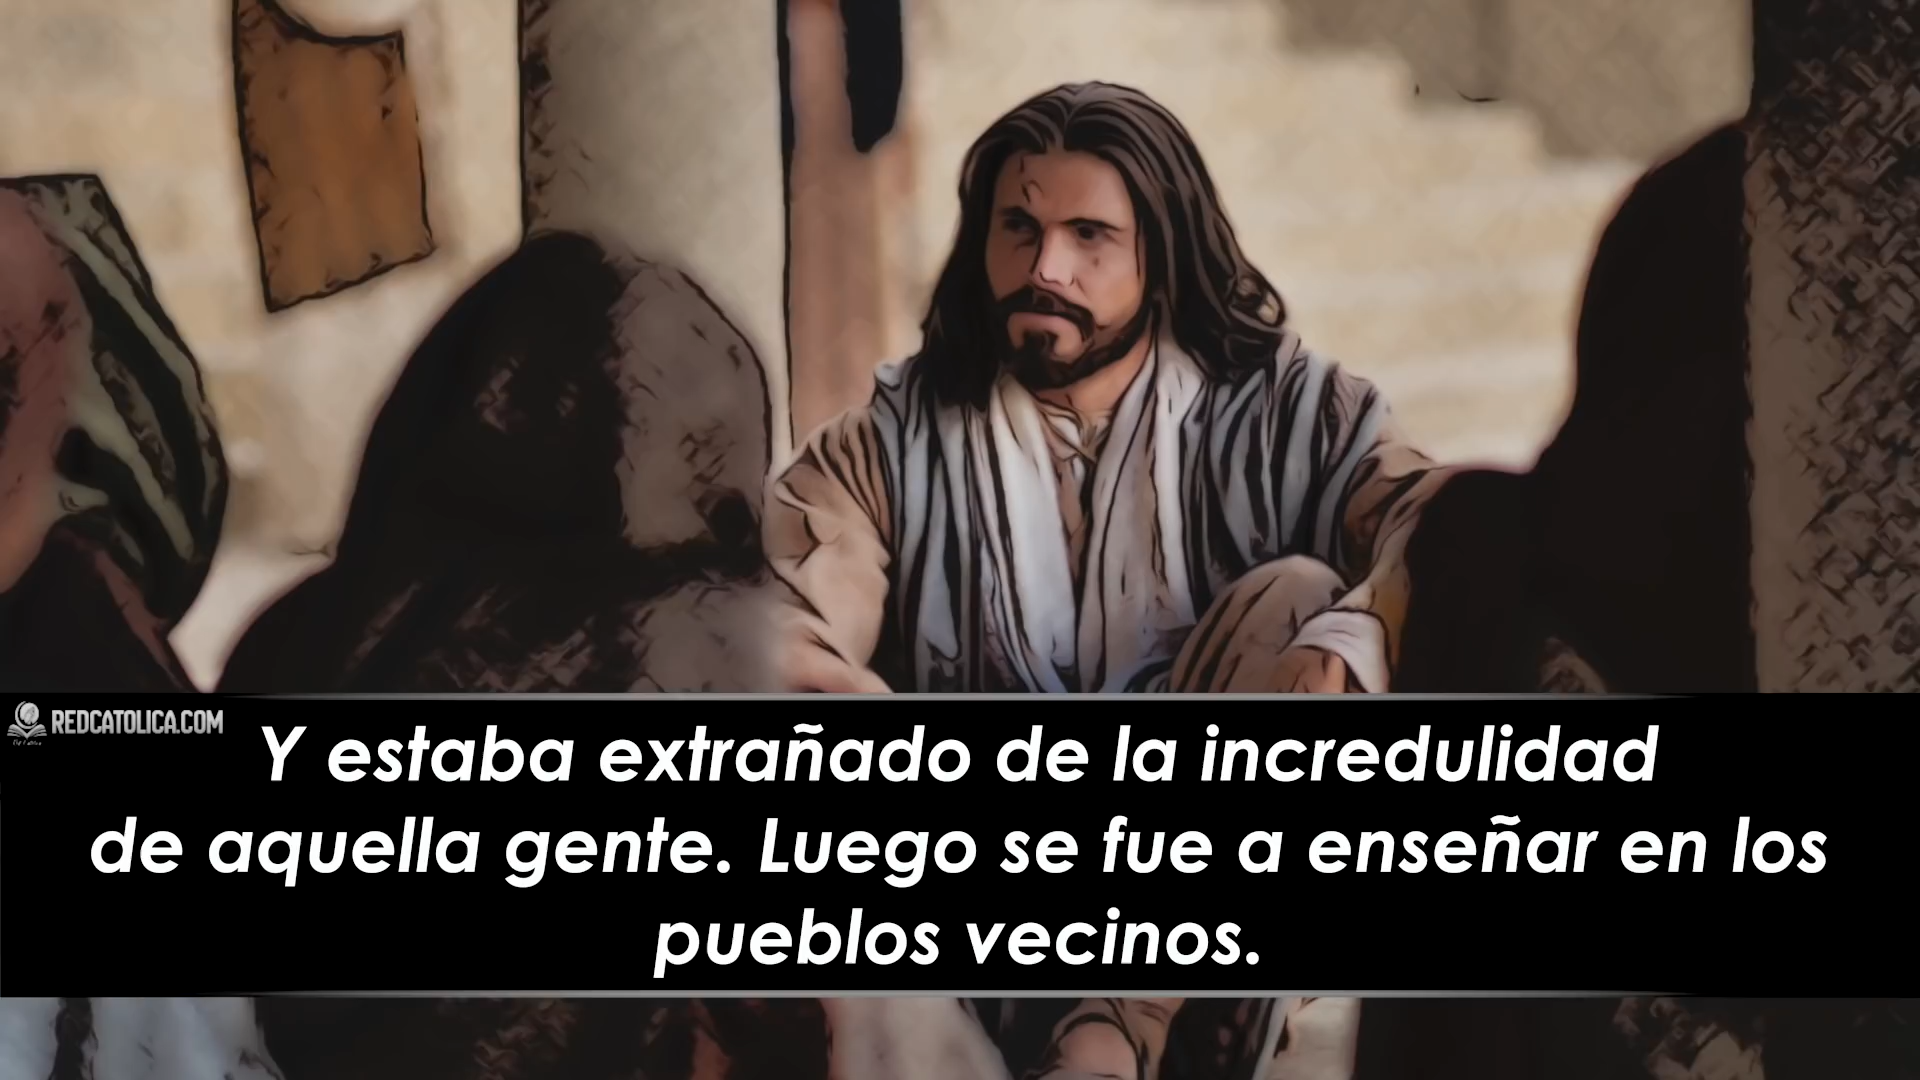 REDCATOLICA.COM
Y estaba extrañado de la incredulidad
de aquella gente. Luego se fue a enseñar en los
pueblos vecinos.